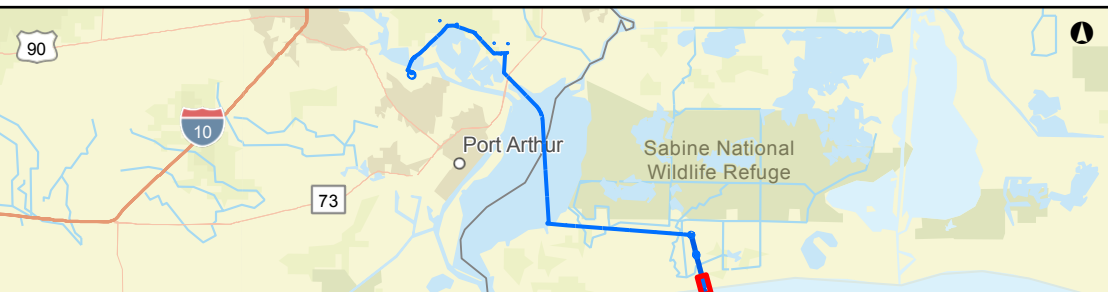 90
10
Port Arthur
Sabine National
Wildlife Refuge
73